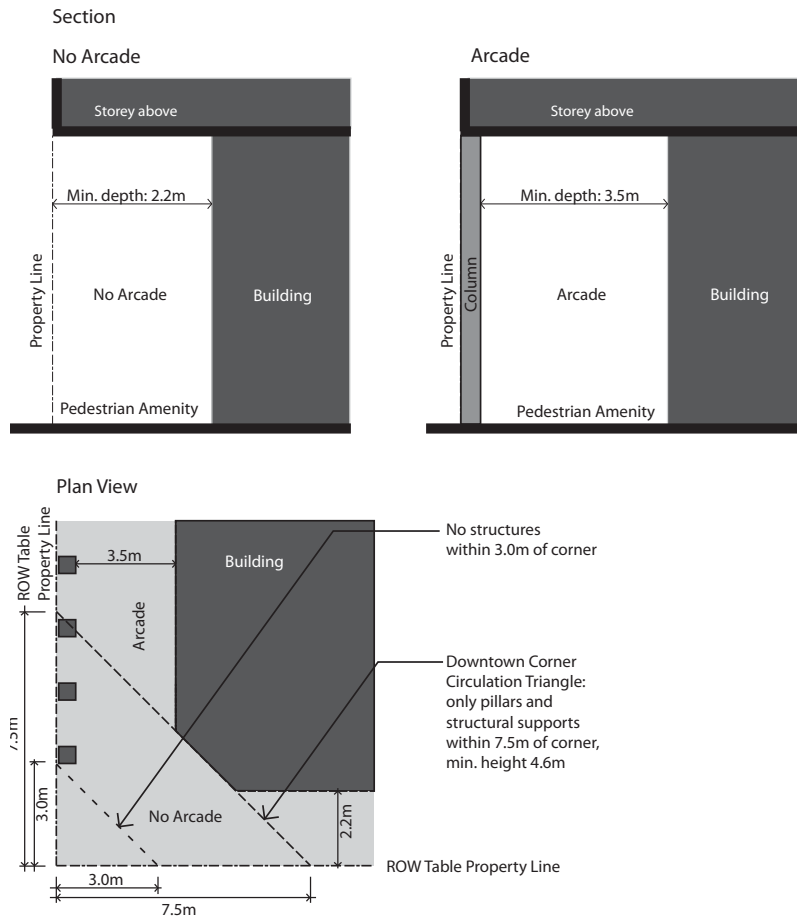 Section
No Arcade
Storey above
Min. depth: 2.2m
Property Line
No Arcade
Building
Pedestrian Amenity
Arcade
Storey above
Min. depth: 3.5m
Property Line
Column
Arcade
Building
Pedestrian Amenity
Plan View
ROW Table
Property Line
3.5m
Building
Arcade
No structures
within 3.0m of corner
Downtown Corner
Circulation Triangle:
only pillars and
structural supports
within 7.5m of corner,
min. height 4.6m
7.5m
3.0m
No Arcade
2.2m
ROW Table Property Line
3.0m
7.5m